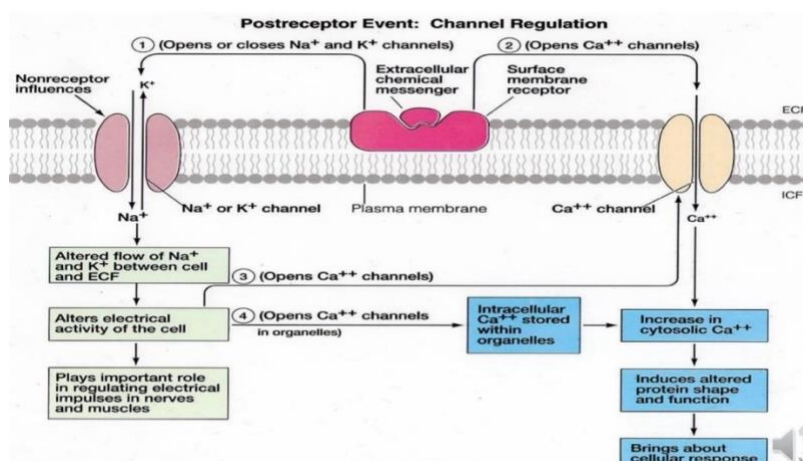 Postreceptor Event: Channel Regulation
1 (Opens or closes Na⁺ and K⁺ channels)
2 (Opens Ca⁺⁺ channels)
Nonreceptor
influences
K⁺
Extracellular
chemical
messenger
Surface
membrane
receptor
ECF
ICF
Na⁺
Na⁺ or K⁺ channel
Plasma membrane
Ca⁺⁺ channel
Ca⁺⁺
Altered flow of Na⁺
and K⁺ between cell
and ECF
3 (Opens Ca⁺⁺ channels)
Alters electrical
activity of the cell
4 (Opens Ca⁺⁺ channels
in organelles)
Intracellular
Ca⁺⁺ stored
within
organelles
Increase in
cytosolic Ca⁺⁺
Plays important role
in regulating electrical
impulses in nerves
and muscles
Induces altered
protein shape
and function
Brings about
cellular response